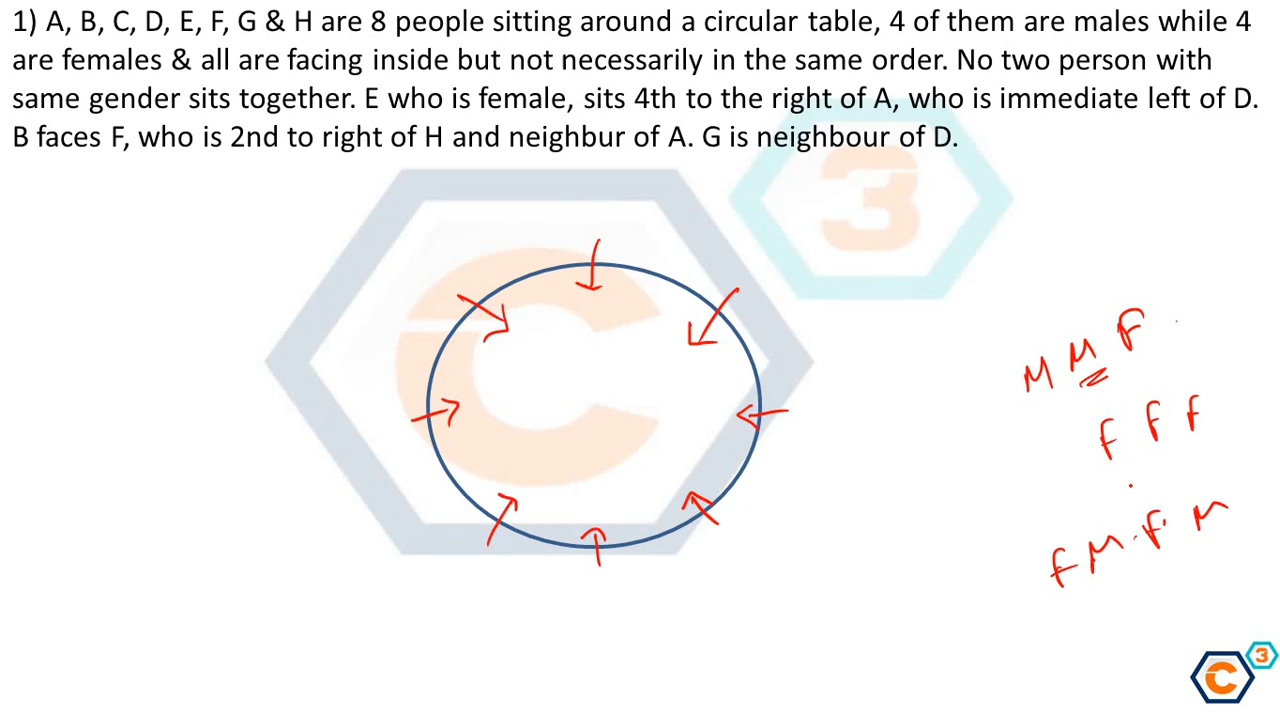 1) A, B, C, D, E, F, G & H are 8 people sitting around a circular table, 4 of them are males while 4
are females & all are facing inside but not necessarily in the same order. No two person with
same gender sits together. E who is female, sits 4th to the right of A, who is immediate left of D.
B faces F, who is 2nd to right of H and neighbur of A. G is neighbour of D.
3
C
M M F
F F F
F M F M
C 3